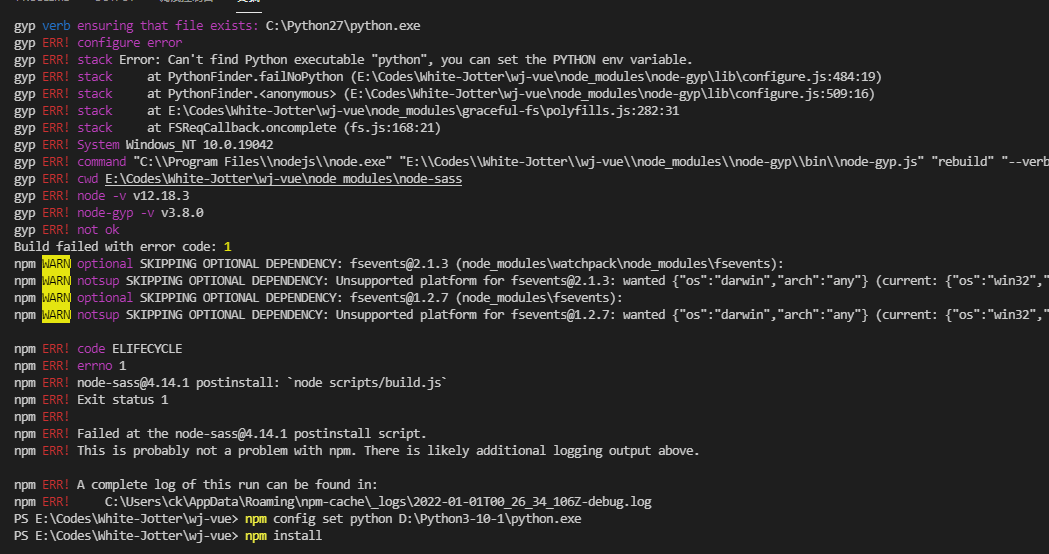 gyp verb ensuring that file exists: C:\Python27\python.exe
gyp ERR! configure error
gyp ERR! stack Error: Can't find Python executable "python", you can set the PYTHON env variable.
gyp ERR! stack     at PythonFinder.failNoPython (E:\Codes\White-Jotter\wj-vue\node_modules\node-gyp\lib\configure.js:484:19)
gyp ERR! stack     at PythonFinder.<anonymous> (E:\Codes\White-Jotter\wj-vue\node_modules\node-gyp\lib\configure.js:509:16)
gyp ERR! stack     at E:\Codes\White-Jotter\wj-vue\node_modules\graceful-fs\polyfills.js:282:31
gyp ERR! stack     at FSReqCallback.oncomplete (fs.js:168:21)
gyp ERR! System Windows_NT 10.0.19042
gyp ERR! command "C:\\Program Files\\nodejs\\node.exe" "E:\\Codes\\White-Jotter\\wj-vue\\node_modules\\node-gyp\\bin\\node-gyp.js" "rebuild" "--verb
gyp ERR! cwd E:\Codes\White-Jotter\wj-vue\node_modules\node-sass
gyp ERR! node -v v12.18.3
gyp ERR! node-gyp -v v3.8.0
gyp ERR! not ok
Build failed with error code: 1
npm WARN optional SKIPPING OPTIONAL DEPENDENCY: fsevents@2.1.3 (node_modules\watchpack\node_modules\fsevents):
npm WARN notsup SKIPPING OPTIONAL DEPENDENCY: Unsupported platform for fsevents@2.1.3: wanted {"os":"darwin","arch":"any"} (current: {"os":"win32","
npm WARN optional SKIPPING OPTIONAL DEPENDENCY: fsevents@1.2.7 (node_modules\fsevents):
npm WARN notsup SKIPPING OPTIONAL DEPENDENCY: Unsupported platform for fsevents@1.2.7: wanted {"os":"darwin","arch":"any"} (current: {"os":"win32","
npm ERR! code ELIFECYCLE
npm ERR! errno 1
npm ERR! node-sass@4.14.1 postinstall: `node scripts/build.js`
npm ERR! Exit status 1
npm ERR!
npm ERR! Failed at the node-sass@4.14.1 postinstall script.
npm ERR! This is probably not a problem with npm. There is likely additional logging output above.
npm ERR! A complete log of this run can be found in:
npm ERR!     C:\Users\ck\AppData\Roaming\npm-cache\_logs\2022-01-01T00_26_34_106Z-debug.log
PS E:\Codes\White-Jotter\wj-vue> npm config set python D:\Python3-10-1\python.exe
PS E:\Codes\White-Jotter\wj-vue> npm install